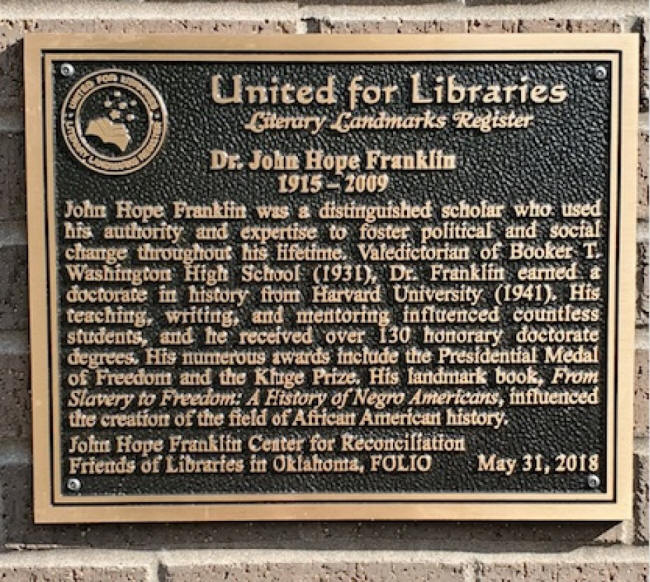 UNITED FOR LIBRARIES
LITERARY LANDMARKS REGISTER
United for Libraries
Literary Landmarks Register
Dr. John Hope Franklin
1915 – 2009
John Hope Franklin was a distinguished scholar who used
his authority and expertise to foster political and social
change throughout his lifetime. Valedictorian of Booker T.
Washington High School (1931), Dr. Franklin earned a
doctorate in history from Harvard University (1941). His
teaching, writing, and mentoring influenced countless
students, and he received over 130 honorary doctorate
degrees. His numerous awards include the Presidential Medal
of Freedom and the Kluge Prize. His landmark book, From
Slavery to Freedom: A History of Negro Americans, influenced
the creation of the field of African American history.
John Hope Franklin Center for Reconciliation
Friends of Libraries in Oklahoma, FOLIO May 31, 2018